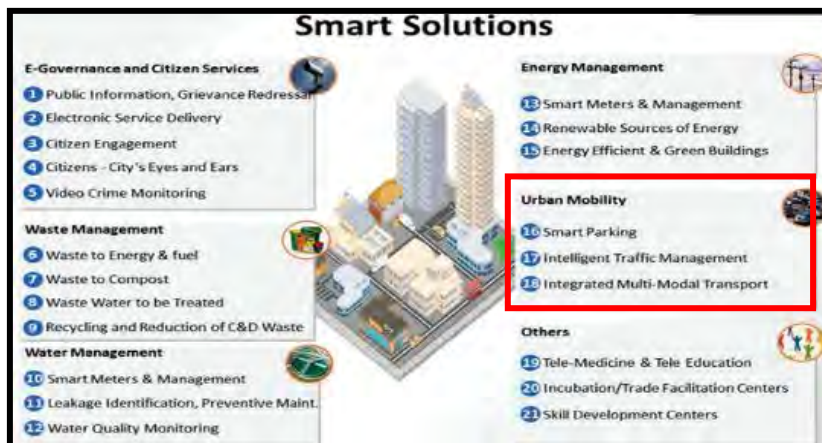 Smart Solutions
E-Governance and Citizen Services
1 Public Information, Grievance Redressal
2 Electronic Service Delivery
3 Citizen Engagement
4 Citizens - City's Eyes and Ears
5 Video Crime Monitoring
Waste Management
6 Waste to Energy & fuel
7 Waste to Compost
8 Waste Water to be Treated
9 Recycling and Reduction of C&D Waste
Water Management
10 Smart Meters & Management
11 Leakage Identification, Preventive Maint.
12 Water Quality Monitoring
Energy Management
13 Smart Meters & Management
14 Renewable Sources of Energy
15 Energy Efficient & Green Buildings
Urban Mobility
16 Smart Parking
17 Intelligent Traffic Management
18 Integrated Multi-Modal Transport
Others
19 Tele-Medicine & Tele Education
20 Incubation/Trade Facilitation Centers
21 Skill Development Centers